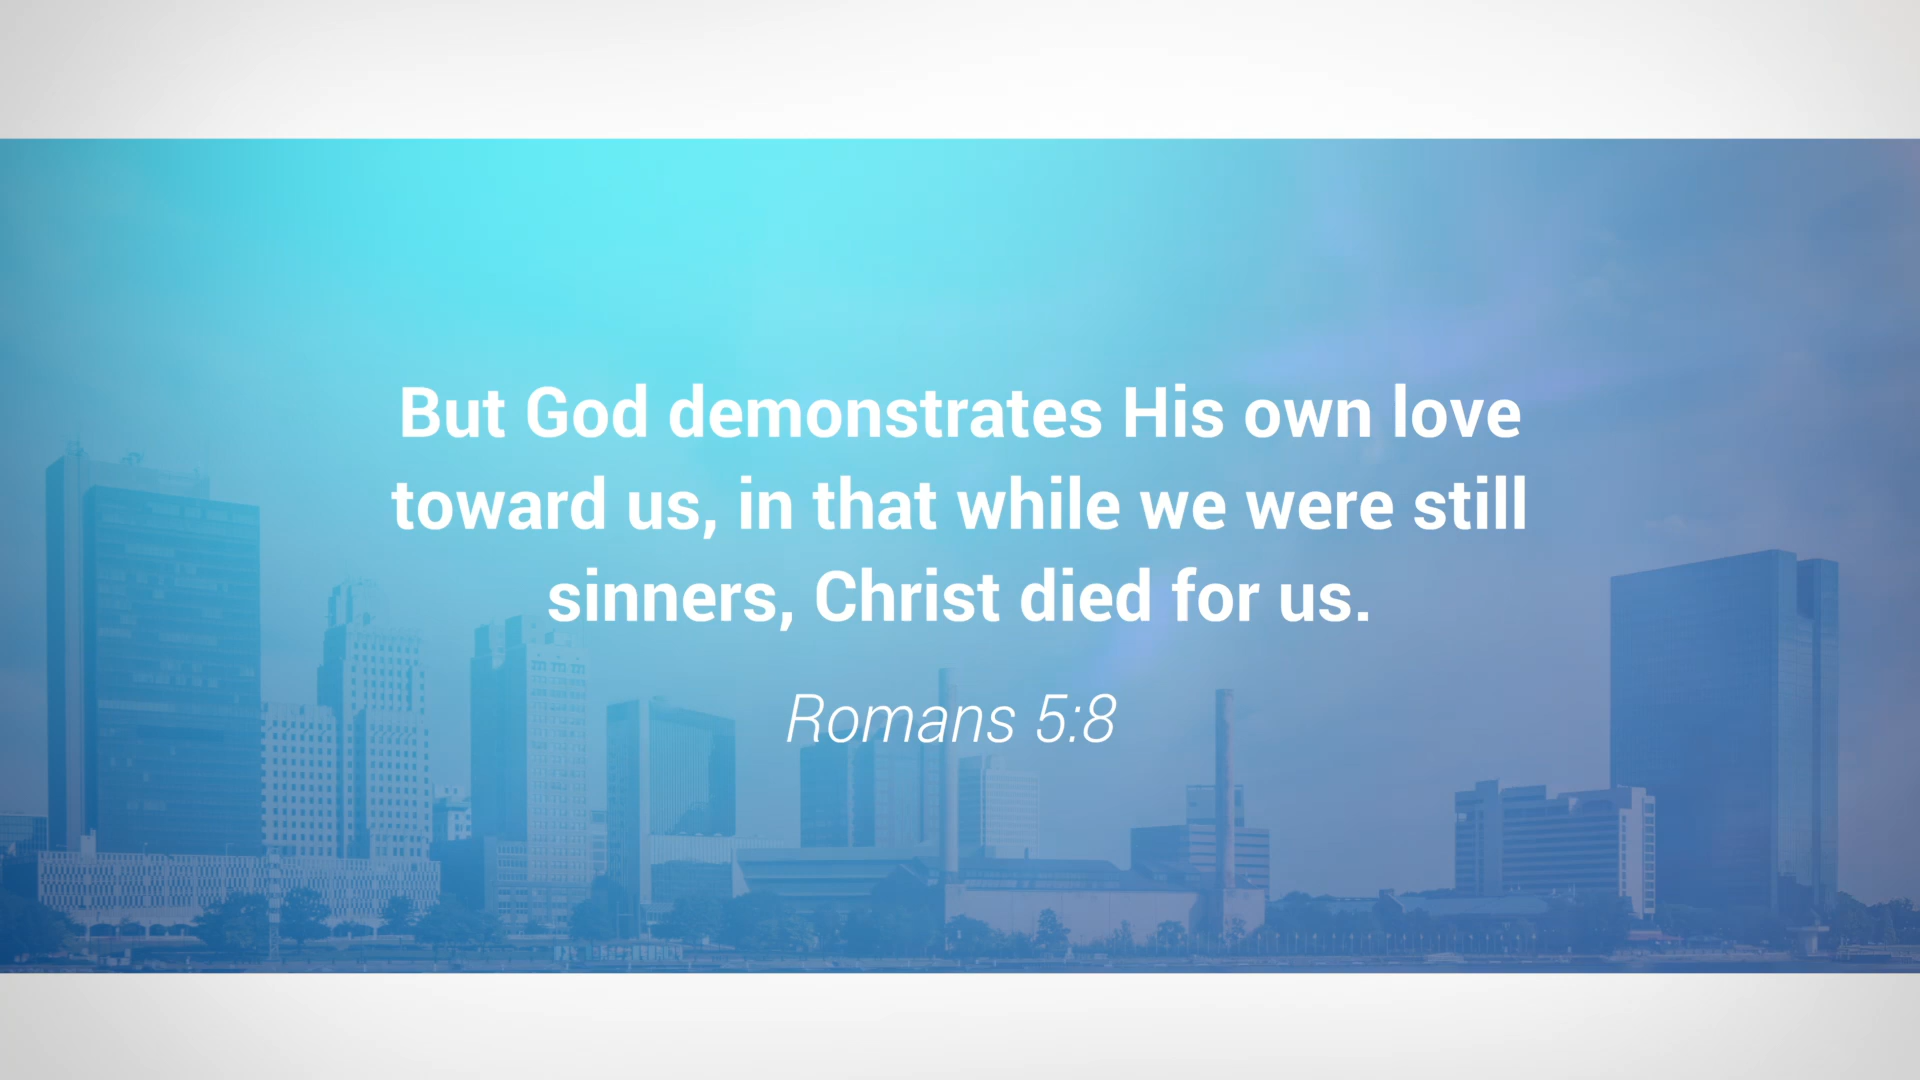 But God demonstrates His own love
toward us, in that while we were still
sinners, Christ died for us.
Romans 5:8